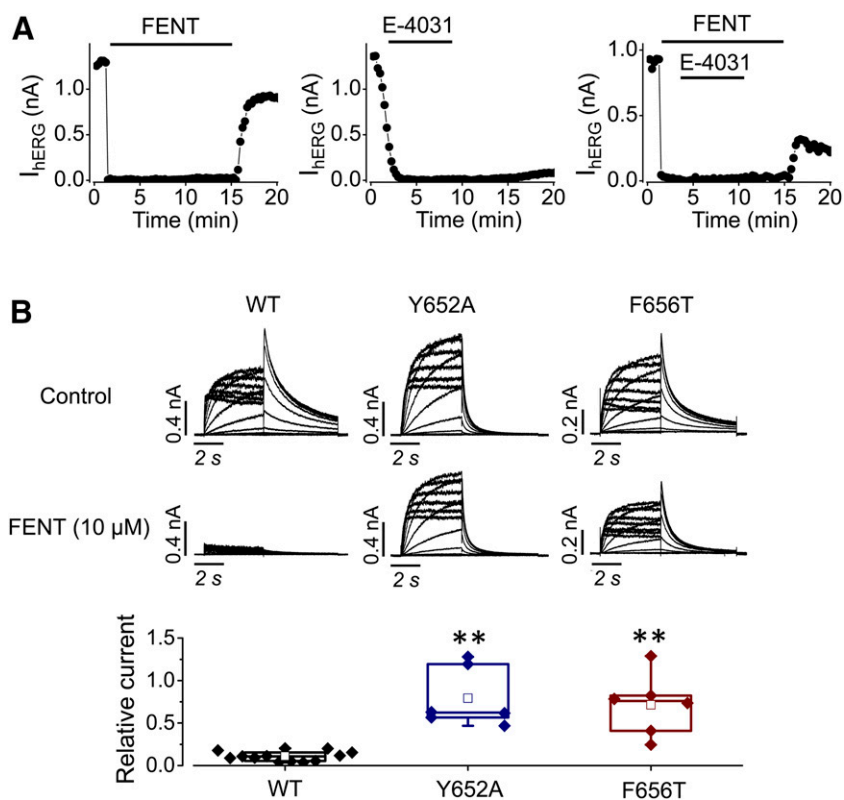 A
FENT
E-4031
FENT
E-4031
I_hERG (nA)
1.0
0.5
0.0
0 5 10 15 20
Time (min)
I_hERG (nA)
1.0
0.5
0.0
0 5 10 15 20
Time (min)
I_hERG (nA)
1.0
0.5
0.0
0 5 10 15 20
Time (min)
B
WT Y652A F656T
Control
0.4 nA
2 s
0.4 nA
2 s
0.2 nA
2 s
FENT (10 µM)
0.4 nA
2 s
0.4 nA
2 s
0.2 nA
2 s
Relative current
1.5
1.0
0.5
0.0
** **
WT Y652A F656T